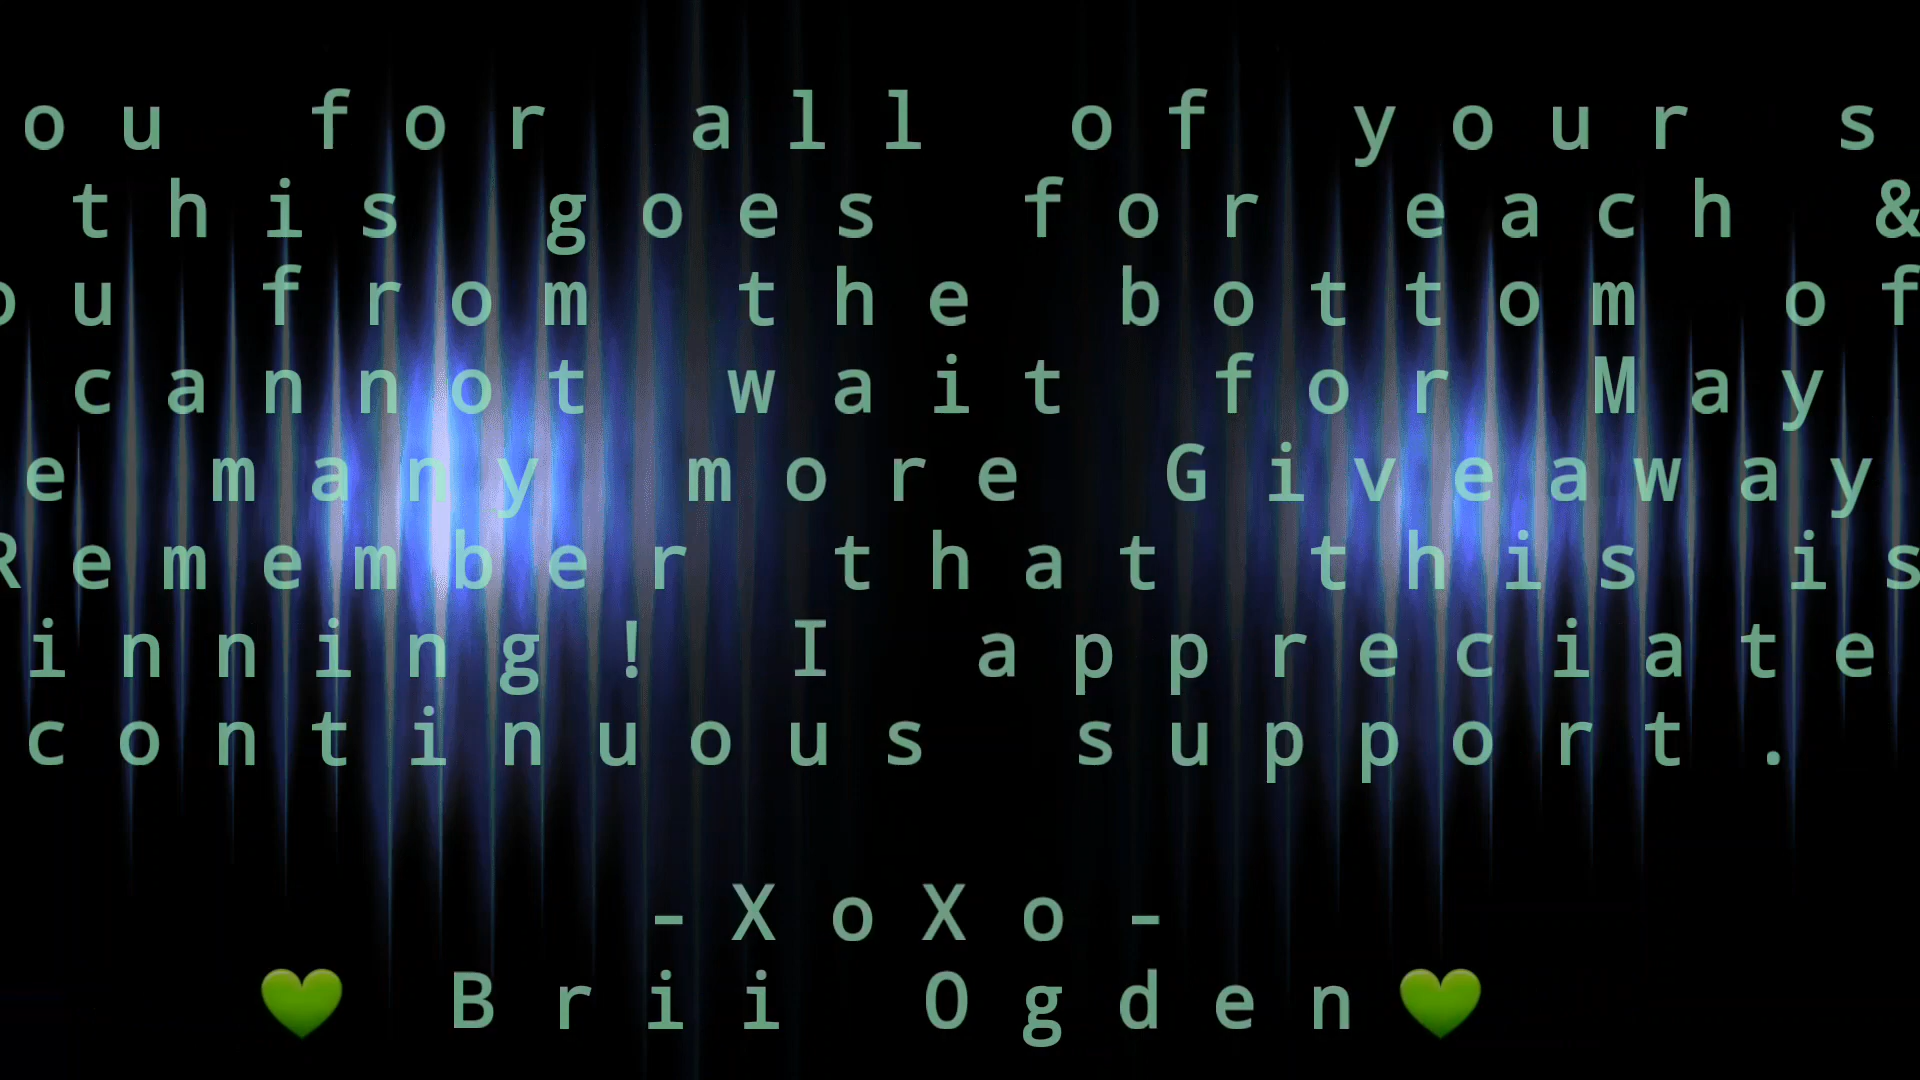 ou for all of your s
this goes for each &
ou from the bottom of
cannot wait for May
e many more Giveaway
Remember that this is
inning! I appreciate
continuous support.
-XoXo-
💚 Brii Ogden💚